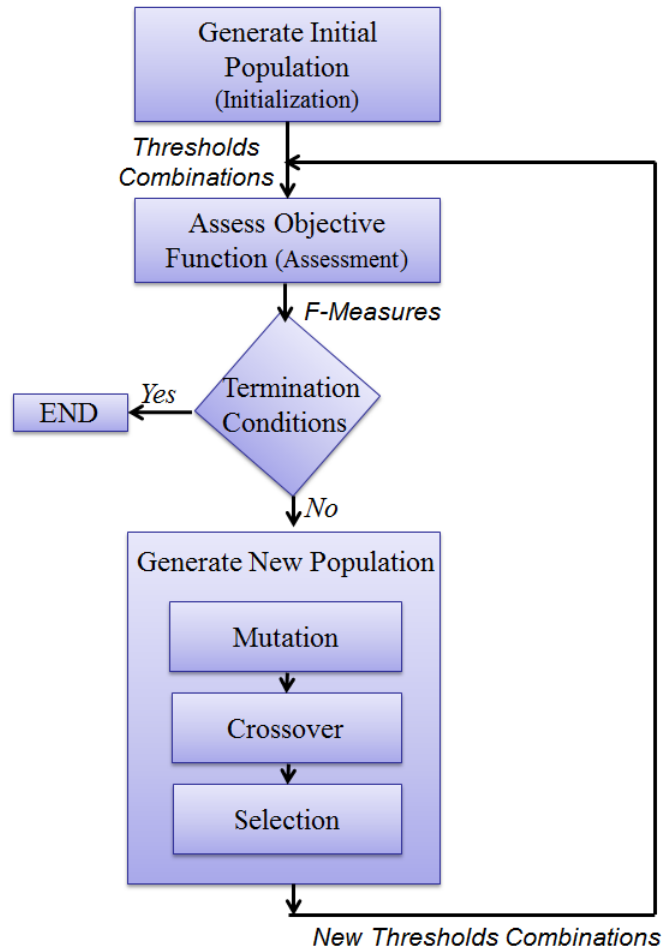 Generate Initial
Population
(Initialization)
Thresholds
Combinations
Assess Objective
Function (Assessment)
F-Measures
Termination
Conditions
Yes
END
No
Generate New Population
Mutation
Crossover
Selection
New Thresholds Combinations